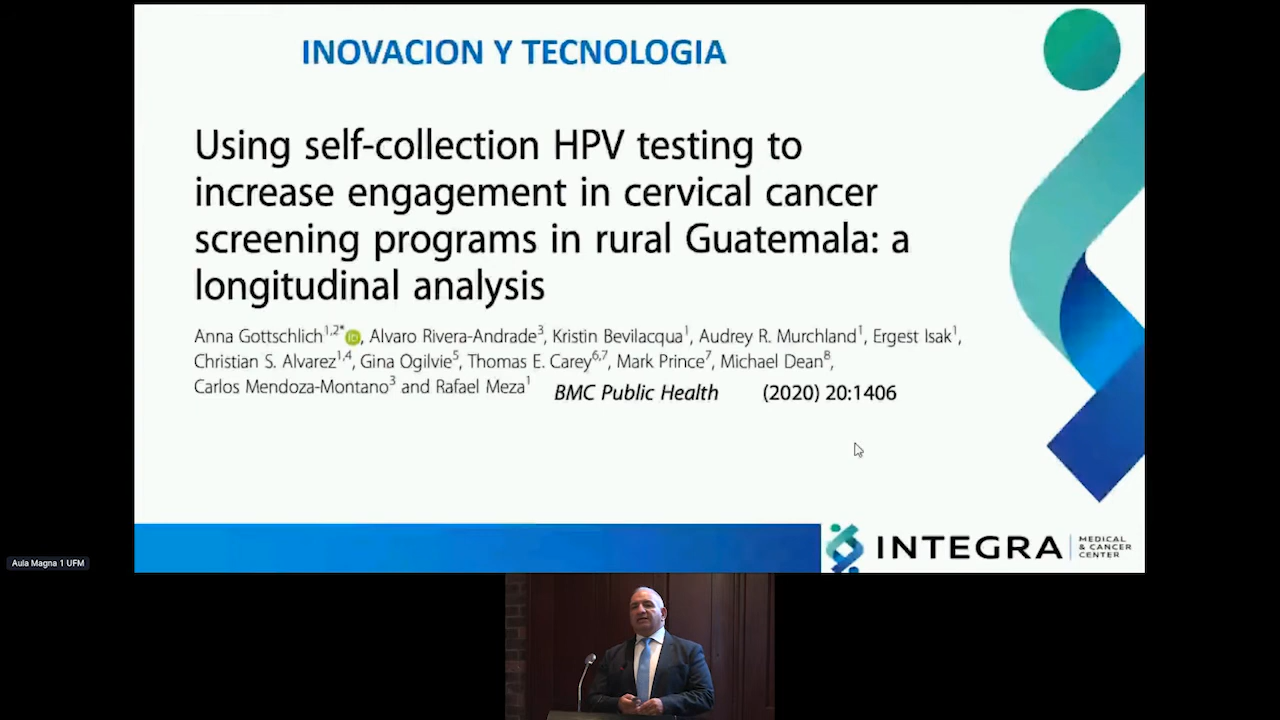 INOVACION Y TECNOLOGIA
Using self-collection HPV testing to
increase engagement in cervical cancer
screening programs in rural Guatemala: a
longitudinal analysis
Anna Gottschlich1,2* iD, Alvaro Rivera-Andrade3, Kristin Bevilacqua1, Audrey R. Murchland1, Ergest Isak1,
Christian S. Alvarez1,4, Gina Ogilvie5, Thomas E. Carey6,7, Mark Prince7, Michael Dean8,
Carlos Mendoza-Montano3 and Rafael Meza1
BMC Public Health (2020) 20:1406
INTEGRA
MEDICAL
& CANCER
CENTER
Aula Magna 1 UFM